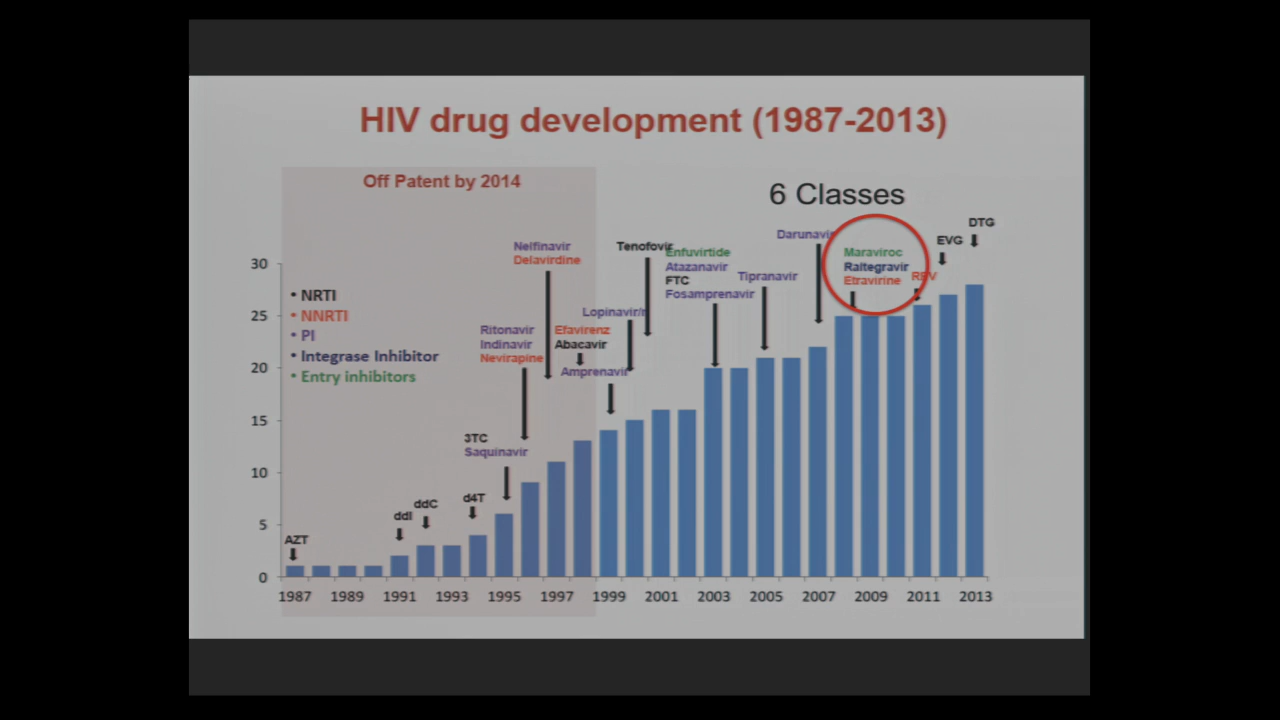 HIV drug development (1987-2013)
Off Patent by 2014
6 Classes
DTG
EVG
Darunavir
Nelfinavir
Delavirdine
Tenofovir
Enfuvirtide
Atazanavir
FTC
Fosamprenavir
Tipranavir
Maraviroc
Raltegravir
Etravirine
• NRTI
• NNRTI
• PI
• Integrase Inhibitor
• Entry inhibitors
Lopinavir/r
Ritonavir
Indinavir
Nevirapine
Efavirenz
Abacavir
Amprenavir
3TC
Saquinavir
d4T
ddC
ddI
AZT
30
25
20
15
10
5
0
1987 1989 1991 1993 1995 1997 1999 2001 2003 2005 2007 2009 2011 2013